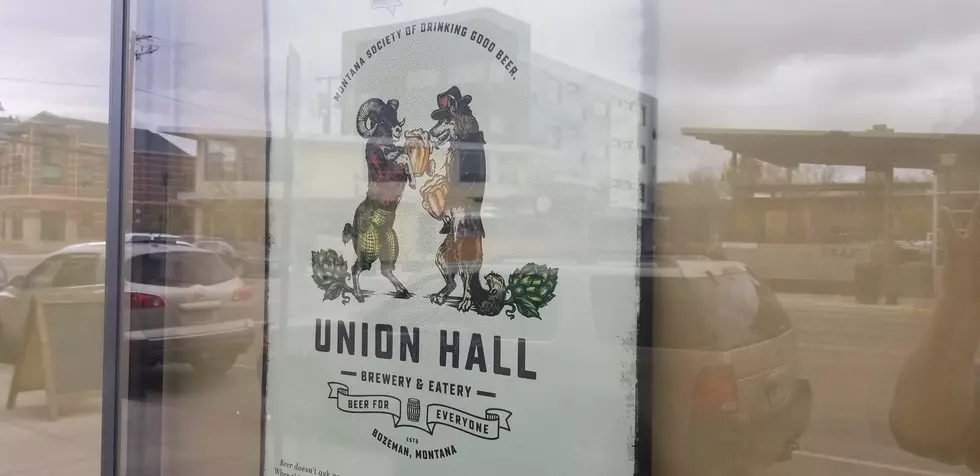 MONTANA SOCIETY OF DRINKING GOOD BEER.
UNION HALL
BREWERY & EATERY
BEER FOR EVERYONE
ESTD
BOZEMAN, MONTANA
Beer doesn't ask